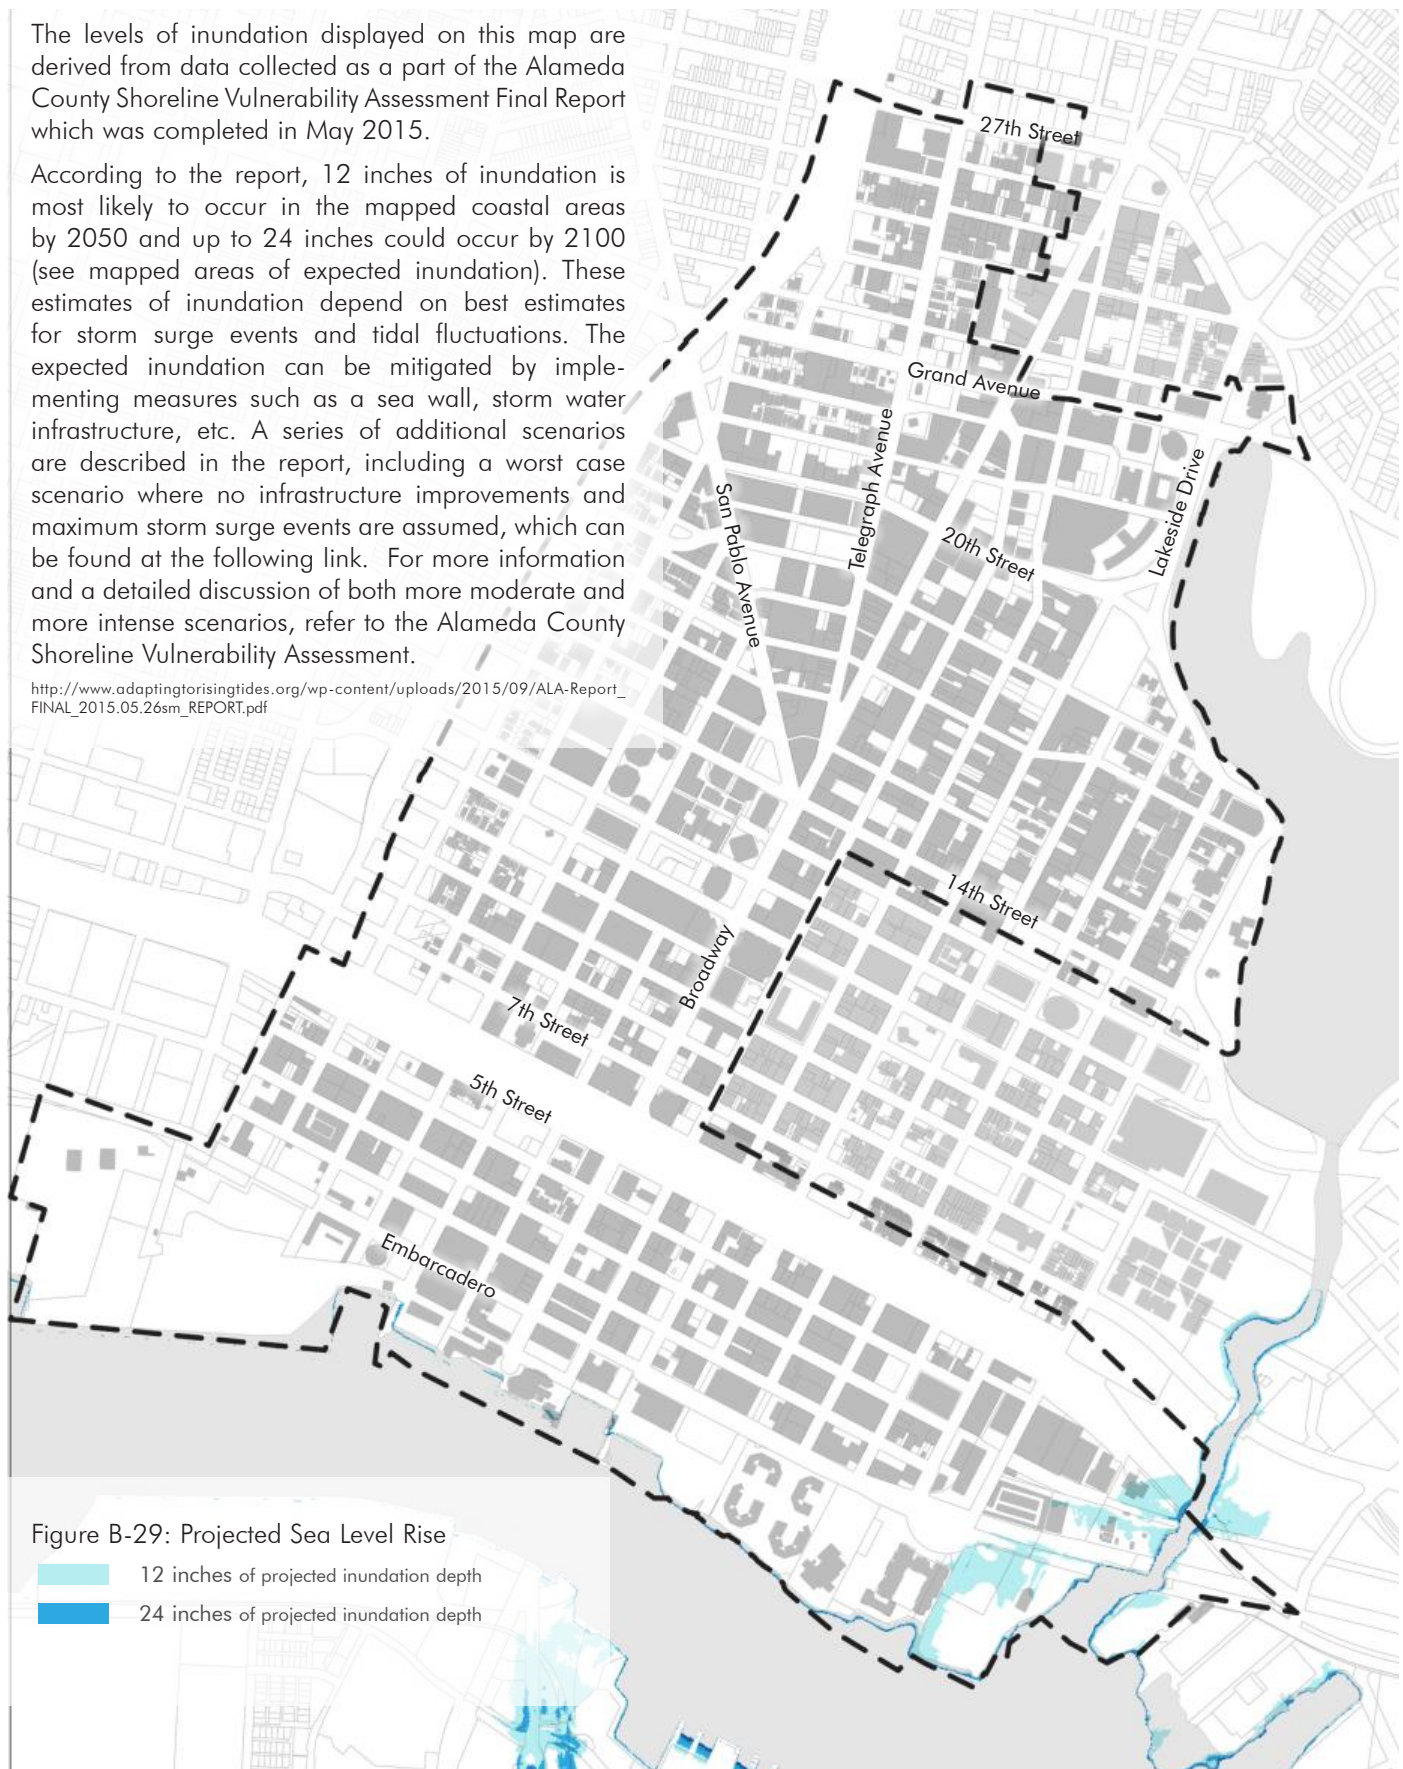 The levels of inundation displayed on this map are
derived from data collected as a part of the Alameda
County Shoreline Vulnerability Assessment Final Report
which was completed in May 2015.
According to the report, 12 inches of inundation is
most likely to occur in the mapped coastal areas
by 2050 and up to 24 inches could occur by 2100
(see mapped areas of expected inundation). These
estimates of inundation depend on best estimates
for storm surge events and tidal fluctuations. The
expected inundation can be mitigated by imple-
menting measures such as a sea wall, storm water
infrastructure, etc. A series of additional scenarios
are described in the report, including a worst case
scenario where no infrastructure improvements and
maximum storm surge events are assumed, which can
be found at the following link. For more information
and a detailed discussion of both more moderate and
more intense scenarios, refer to the Alameda County
Shoreline Vulnerability Assessment.
http://www.adaptingtorisingtides.org/wp-content/uploads/2015/09/ALA-Report_
FINAL_2015.05.26sm_REPORT.pdf
27th Street
Grand Avenue
Telegraph Avenue
San Pablo Avenue
Lakeside Drive
20th Street
14th Street
Broadway
7th Street
5th Street
Embarcadero
Figure B-29: Projected Sea Level Rise
12 inches of projected inundation depth
24 inches of projected inundation depth